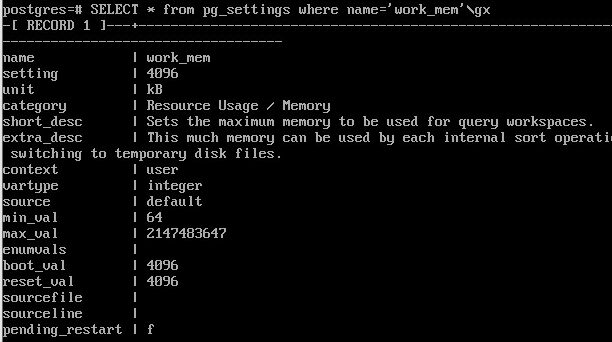 postgres=# SELECT * from pg_settings where name='work_mem'\gx
-[ RECORD 1 ]---+------------------------------------------------------------------
-----------------------------------
name            | work_mem
setting         | 4096
unit            | kB
category        | Resource Usage / Memory
short_desc      | Sets the maximum memory to be used for query workspaces.
extra_desc      | This much memory can be used by each internal sort operati
 switching to temporary disk files.
context         | user
vartype         | integer
source          | default
min_val         | 64
max_val         | 2147483647
enumvals        |
boot_val        | 4096
reset_val       | 4096
sourcefile      |
sourceline      |
pending_restart | f